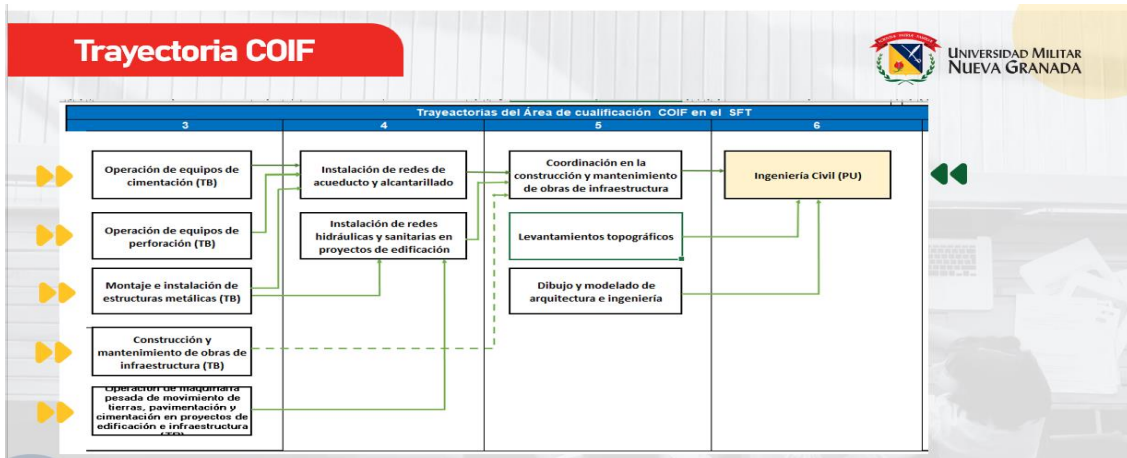 Trayectoria COIF
UNIVERSIDAD MILITAR
NUEVA GRANADA
Trayeactorias del Área de cualificación COIF en el SFT
3
4
5
6
Operación de equipos de
cimentación (TB)
Instalación de redes de
acueducto y alcantarillado
Coordinación en la
construcción y mantenimiento
de obras de infraestructura
Ingeniería Civil (PU)
Operación de equipos de
perforación (TB)
Instalación de redes
hidráulicas y sanitarias en
proyectos de edificación
Levantamientos topográficos
Montaje e instalación de
estructuras metálicas (TB)
Dibujo y modelado de
arquitectura e ingeniería
Construcción y
mantenimiento de obras de
infraestructura (TB)
Operación de maquinaria
pesada de movimiento de
tierras, pavimentación y
cimentación en proyectos de
edificación e infraestructura